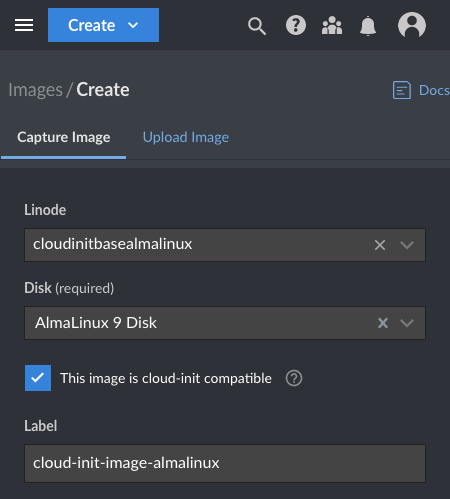 Create
Images / Create
Docs
Capture Image
Upload Image
Linode
cloudinitbasealmalinux
Disk (required)
AlmaLinux 9 Disk
This image is cloud-init compatible
Label
cloud-init-image-almalinux